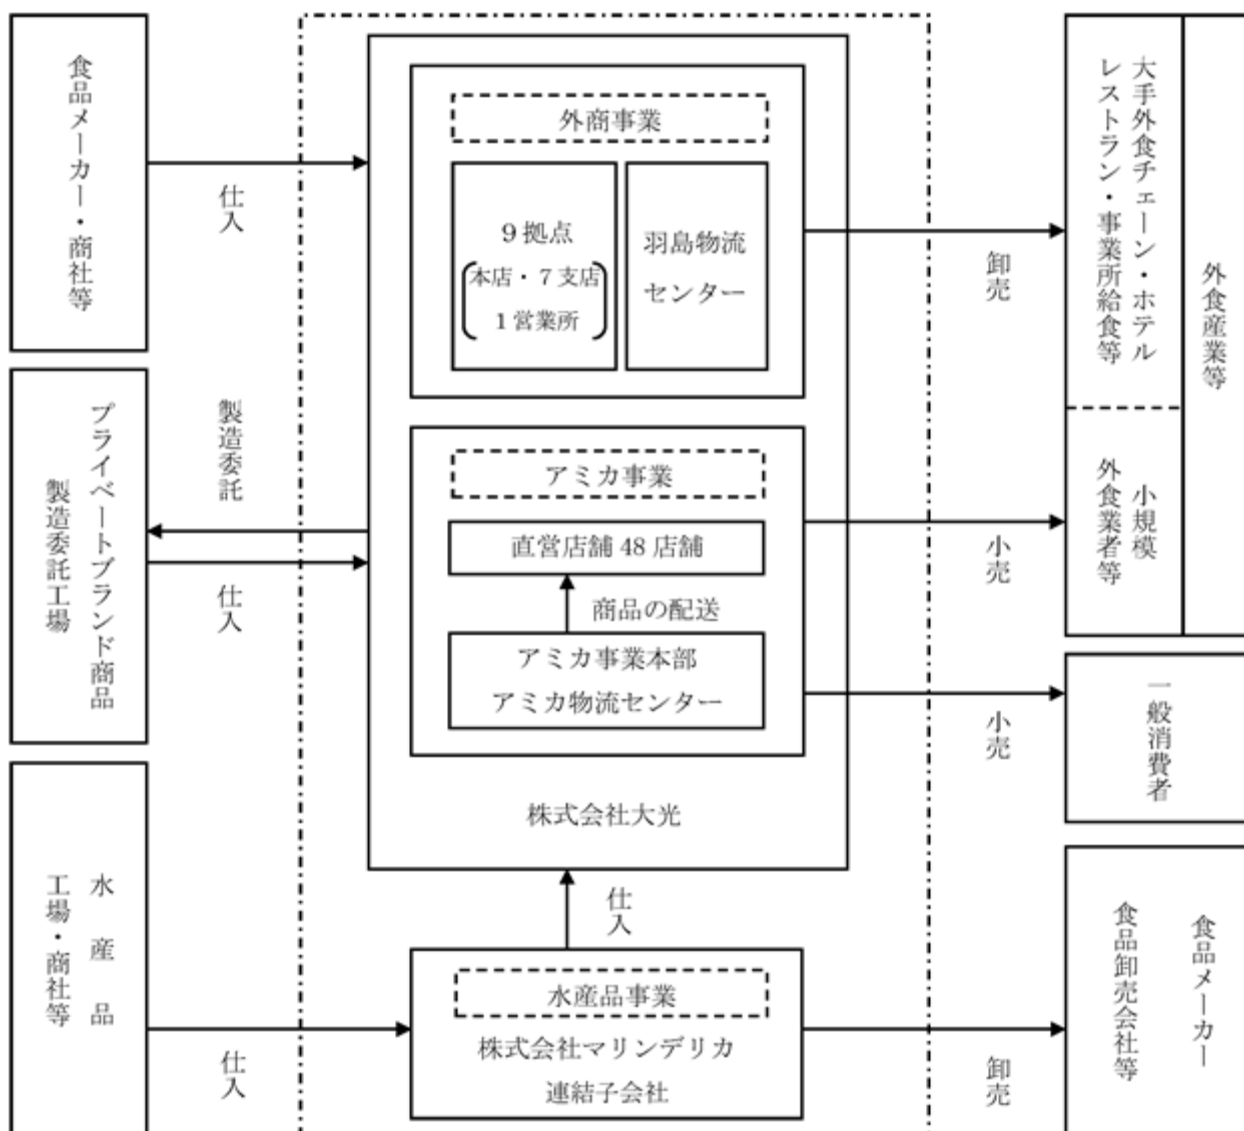 食品メーカー・商社等
仕入
外商事業
9拠点
本店・7支店
1営業所
羽島物流
センター
卸売
大手外食チェーン・ホテル
レストラン・事業所給食等
外食産業等
プライベートブランド商品
製造委託工場
製造委託
仕入
アミカ事業
直営店舗48店舗
商品の配送
アミカ事業本部
アミカ物流センター
小売
小規模
外食業者等
小売
一般消費者
株式会社大光
仕入
水産品
工場・商社等
仕入
水産品事業
株式会社マリンデリカ
連結子会社
卸売
食品メーカー
食品卸売会社等